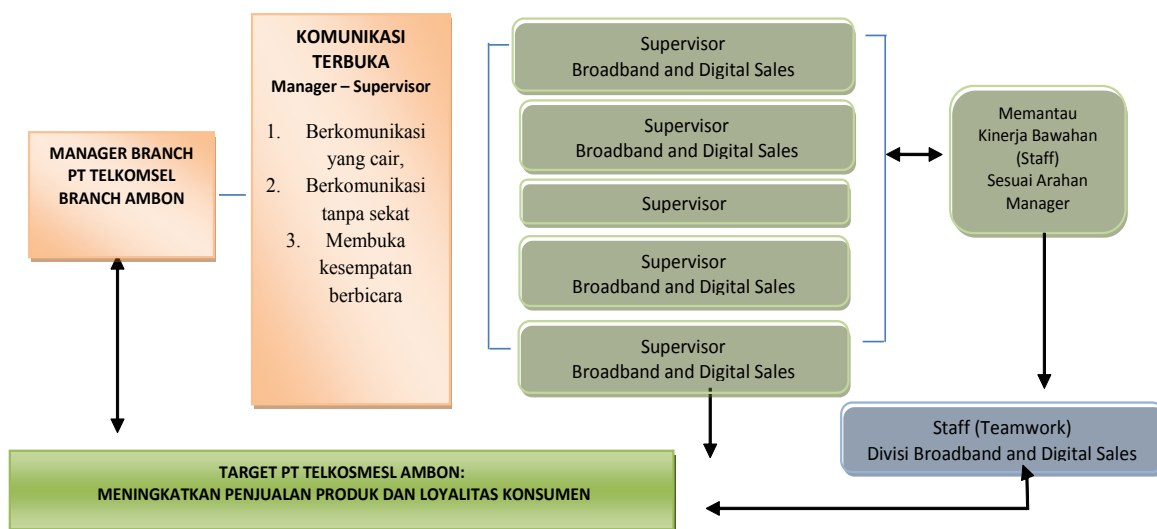 MANAGER BRANCH
PT TELKOMSEL
BRANCH AMBON
KOMUNIKASI
TERBUKA
Manager – Supervisor
1. Berkomunikasi
yang cair,
2. Berkomunikasi
tanpa sekat
3. Membuka
kesempatan
berbicara
Supervisor
Broadband and Digital Sales
Supervisor
Broadband and Digital Sales
Supervisor
Supervisor
Broadband and Digital Sales
Supervisor
Broadband and Digital Sales
Memantau
Kinerja Bawahan
(Staff)
Sesuai Arahan
Manager
Staff (Teamwork)
Divisi Broadband and Digital Sales
TARGET PT TELKOSMESL AMBON:
MENINGKATKAN PENJUALAN PRODUK DAN LOYALITAS KONSUMEN